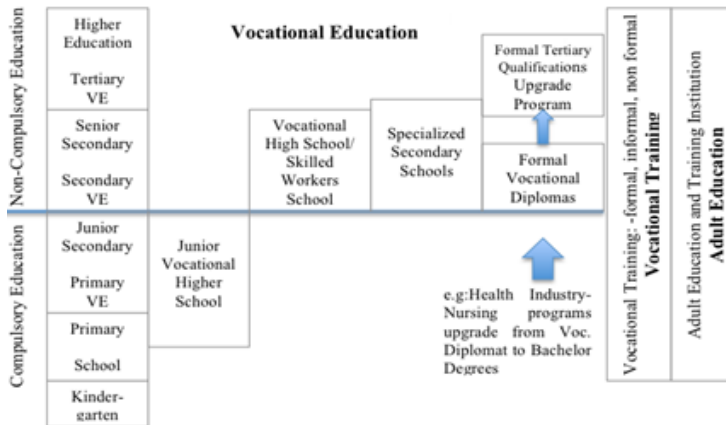 Non-Compulsory Education
Compulsory Education
Higher
Education
Tertiary
VE
Senior
Secondary
Secondary
VE
Junior
Secondary
Primary
VE
Primary
School
Kinder-
garten
Vocational Education
Junior
Vocational
Higher
School
Vocational
High School/
Skilled
Workers
School
Specialized
Secondary
Schools
Formal Tertiary
Qualifications
Upgrade
Program
Formal
Vocational
Diplomas
e.g:Health Industry-
Nursing programs
upgrade from Voc.
Diplomat to Bachelor
Degrees
Vocational Training: -formal, informal, non formal
Vocational Training
Adult Education and Training Institution
Adult Education